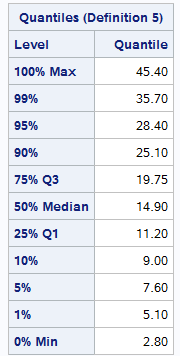 Quantiles (Definition 5)
Level Quantile
100% Max 45.40
99% 35.70
95% 28.40
90% 25.10
75% Q3 19.75
50% Median 14.90
25% Q1 11.20
10% 9.00
5% 7.60
1% 5.10
0% Min 2.80